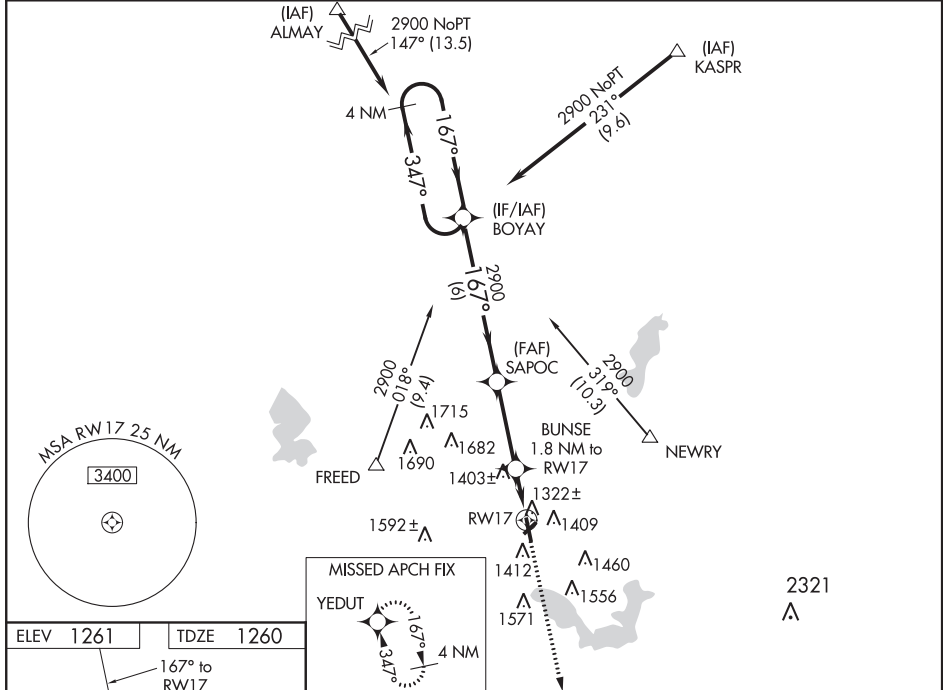 (IAF)
ALMAY
2900 NoPT
147° (13.5)
(IAF)
KASPR
2900 NoPT
231°
(9.6)
4 NM
167°
347°
(IF/IAF)
BOYAY
2900
167°
(6)
(FAF)
SAPOC
2900
018°
(9.4)
2900
319°
(10.3)
1715
1690
1682
FREED
BUNSE
1.8 NM to
RW17
NEWRY
1403±
1322±
RW17
1409
1592±
1412
1460
1556
1571
2321
MSA RW17 25 NM
3400
MISSED APCH FIX
YEDUT
167°
347°
4 NM
ELEV 1261
TDZE 1260
167° to
RW17